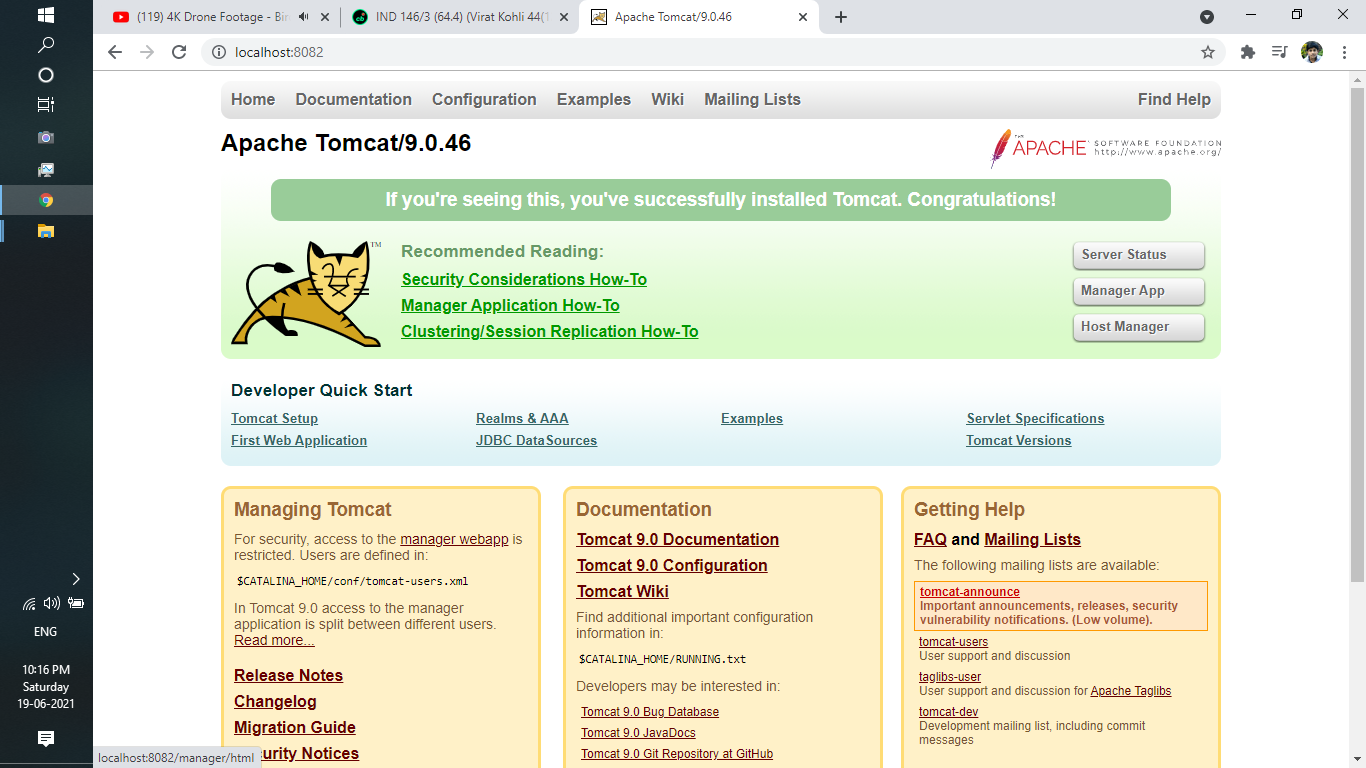 (119) 4K Drone Footage - Bir
IND 146/3 (64.4) (Virat Kohli 44(1
Apache Tomcat/9.0.46
localhost:8082
Home Documentation Configuration Examples Wiki Mailing Lists Find Help
Apache Tomcat/9.0.46
THE APACHE SOFTWARE FOUNDATION
http://www.apache.org/
If you're seeing this, you've successfully installed Tomcat. Congratulations!
TM
Recommended Reading:
Security Considerations How-To
Manager Application How-To
Clustering/Session Replication How-To
Server Status
Manager App
Host Manager
Developer Quick Start
Tomcat Setup
First Web Application
Realms & AAA
JDBC DataSources
Examples
Servlet Specifications
Tomcat Versions
Managing Tomcat
For security, access to the manager webapp is
restricted. Users are defined in:
$CATALINA_HOME/conf/tomcat-users.xml
In Tomcat 9.0 access to the manager
application is split between different users.
Read more...
Release Notes
Changelog
Migration Guide
curity Notices
Documentation
Tomcat 9.0 Documentation
Tomcat 9.0 Configuration
Tomcat Wiki
Find additional important configuration
information in:
$CATALINA_HOME/RUNNING.txt
Developers may be interested in:
Tomcat 9.0 Bug Database
Tomcat 9.0 JavaDocs
Tomcat 9.0 Git Repository at GitHub
Getting Help
FAQ and Mailing Lists
The following mailing lists are available:
tomcat-announce
Important announcements, releases, security
vulnerability notifications. (Low volume).
tomcat-users
User support and discussion
taglibs-user
User support and discussion for Apache Taglibs
tomcat-dev
Development mailing list, including commit
messages
ENG
10:16 PM
Saturday
19-06-2021
localhost:8082/manager/html